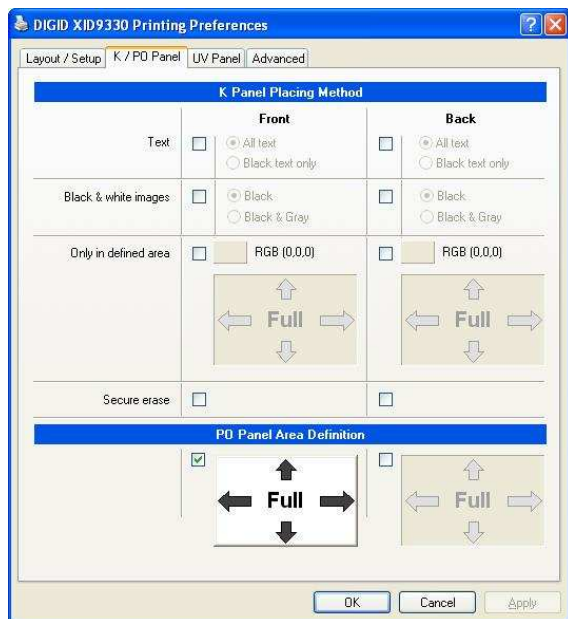 DIGID XID9330 Printing Preferences
Layout / Setup K / PO Panel UV Panel Advanced
K Panel Placing Method
Front Back
Text All text All text
Black text only Black text only
Black & white images Black Black
Black & Gray Black & Gray
Only in defined area RGB (0,0,0) RGB (0,0,0)
Full Full
Secure erase
PO Panel Area Definition
Full Full
OK Cancel Apply